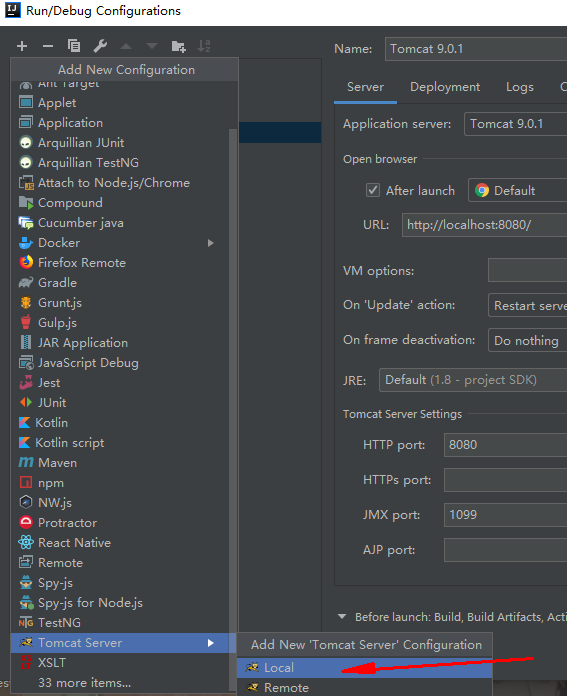 Run/Debug Configurations
Add New Configuration
Ant Target
Applet
Application
Arquillian JUnit
Arquillian TestNG
Attach to Node.js/Chrome
Compound
Cucumber java
Docker
Firefox Remote
Gradle
Grunt.js
Gulp.js
JAR Application
JavaScript Debug
Jest
JUnit
Kotlin
Kotlin script
Maven
npm
NW.js
Protractor
React Native
Remote
Spy-js
Spy-js for Node.js
TestNG
Tomcat Server
XSLT
33 more items...
Add New 'Tomcat Server' Configuration
Local
Remote
Name: Tomcat 9.0.1
Server Deployment Logs C
Application server: Tomcat 9.0.1
Open browser
After launch Default
URL: http://localhost:8080/
VM options:
On 'Update' action: Restart serve
On frame deactivation: Do nothing
JRE: Default (1.8 - project SDK)
Tomcat Server Settings
HTTP port: 8080
HTTPs port:
JMX port: 1099
AJP port:
Before launch: Build, Build Artifacts, Acti